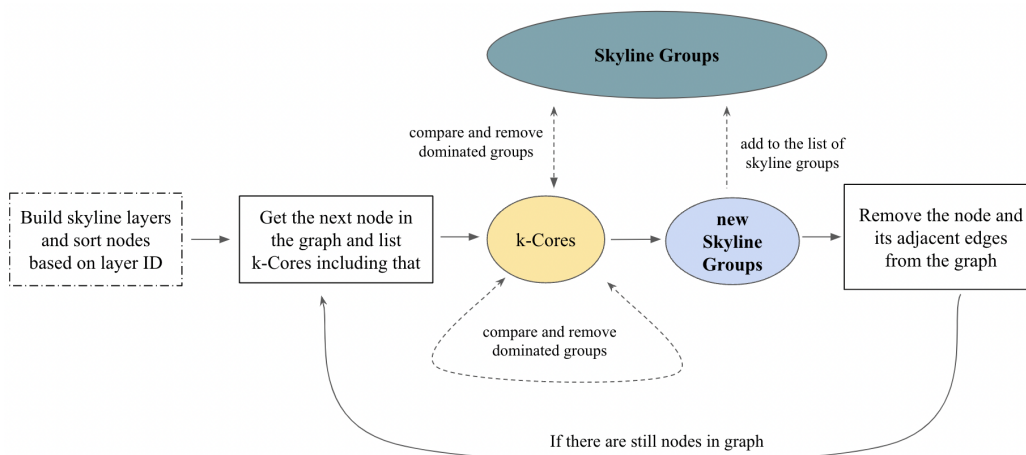 Skyline Groups
compare and remove
dominated groups
add to the list of
skyline groups
Build skyline layers
and sort nodes
based on layer ID
Get the next node in
the graph and list
k-Cores including that
k-Cores
new
Skyline
Groups
Remove the node and
its adjacent edges
from the graph
compare and remove
dominated groups
If there are still nodes in graph